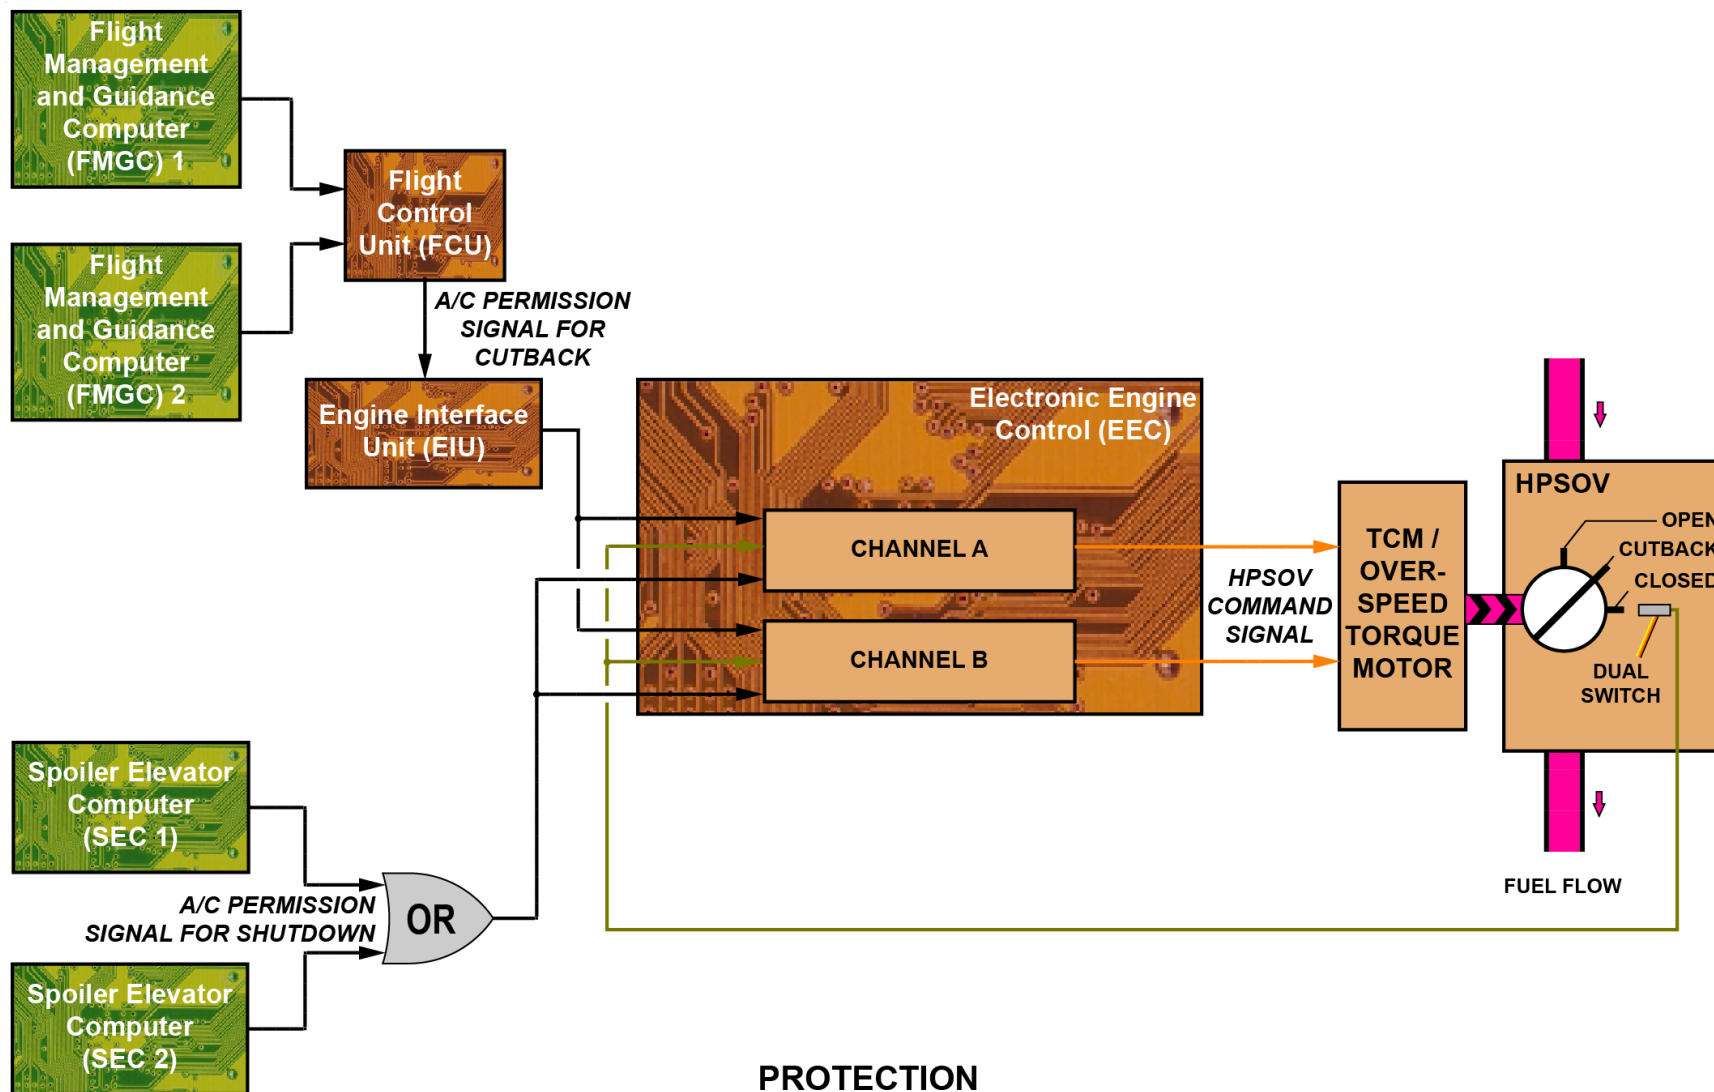 Flight
Management
and Guidance
Computer
(FMGC) 1
Flight
Control
Unit (FCU)
Flight
Management
and Guidance
Computer
(FMGC) 2
A/C PERMISSION
SIGNAL FOR
CUTBACK
Engine Interface
Unit (EIU)
Electronic Engine
Control (EEC)
CHANNEL A
CHANNEL B
HPSOV
COMMAND
SIGNAL
TCM /
OVER-
SPEED
TORQUE
MOTOR
HPSOV
OPEN
CUTBACK
CLOSED
DUAL
SWITCH
FUEL FLOW
Spoiler Elevator
Computer
(SEC 1)
A/C PERMISSION
SIGNAL FOR SHUTDOWN
OR
Spoiler Elevator
Computer
(SEC 2)
PROTECTION